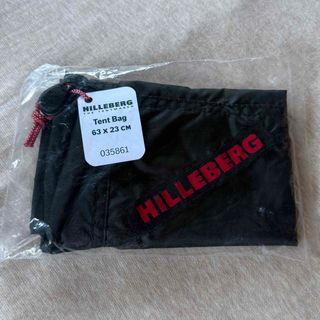 HILLEBERG
THE TENTMAKER
Tent Bag
63 X 23 CM
035861
HILLEBERG